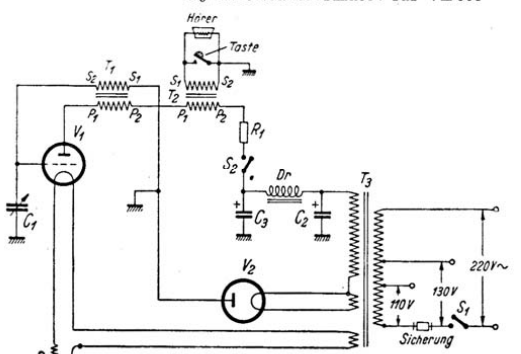 Hörer
Taste
T₁
S₂ S₁
S₁ S₂
T₂
P₁ P₂
P₁ P₂
V₁
R₁
S₂
Dr
T₃
C₁
C₃
C₂
V₂
220V~
130V
110V
S₁
Sicherung